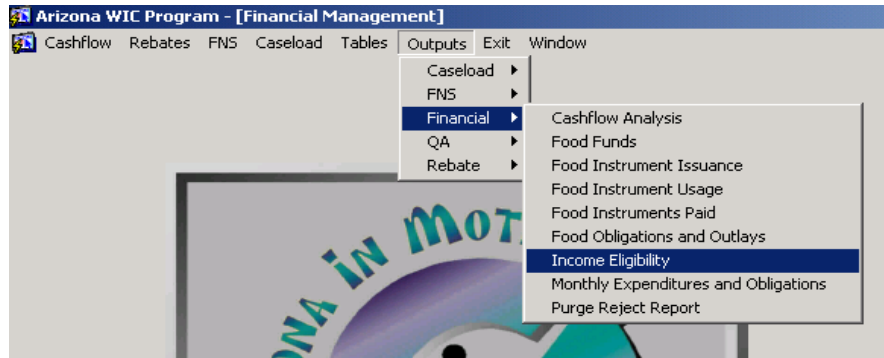 Arizona WIC Program - [Financial Management]
Cashflow Rebates FNS Caseload Tables Outputs Exit Window
Caseload
FNS
Financial
QA
Rebate
Cashflow Analysis
Food Funds
Food Instrument Issuance
Food Instrument Usage
Food Instruments Paid
Food Obligations and Outlays
Income Eligibility
Monthly Expenditures and Obligations
Purge Reject Report
in